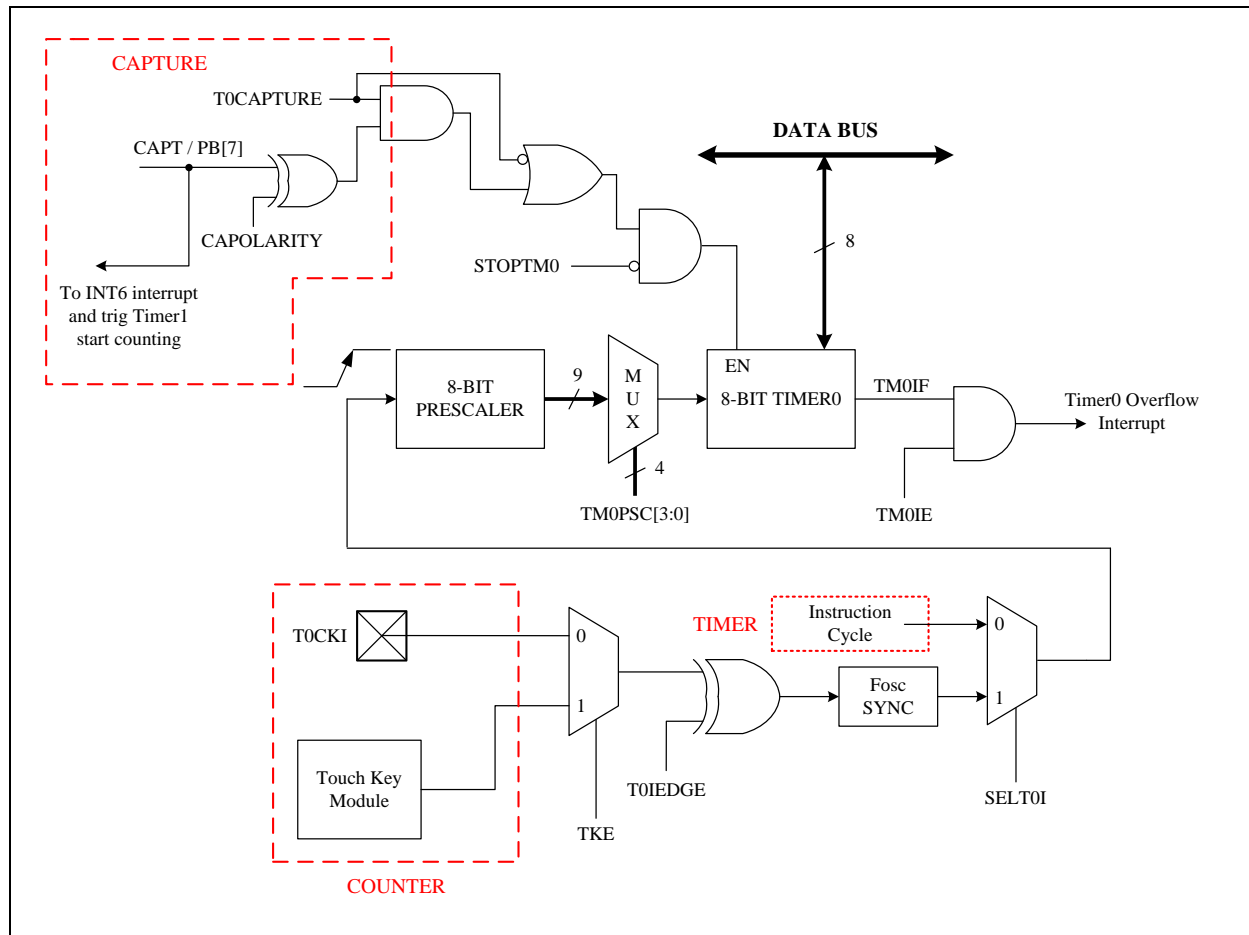 CAPTURE
T0CAPTURE
CAPT / PB[7]
CAPOLARITY
To INT6 interrupt
and trig Timer1
start counting
DATA BUS
8
STOPTM0
8-BIT
PRESCALER
9
M
U
X
4
TM0PSC[3:0]
EN
8-BIT TIMER0
TM0IF
TM0IE
Timer0 Overflow
Interrupt
T0CKI
Touch Key
Module
COUNTER
0
1
TKE
T0IEDGE
TIMER
Instruction
Cycle
Fosc
SYNC
0
1
SELT0I